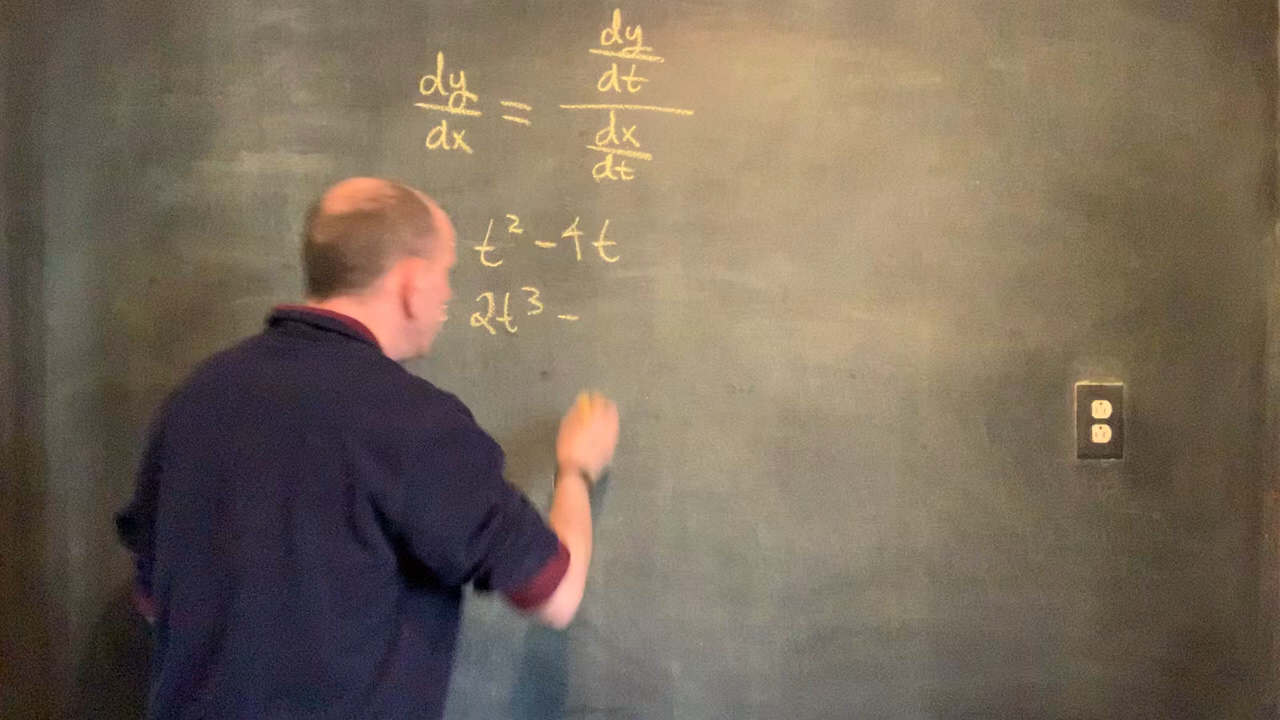 dy/dx = (dy/dt)/(dx/dt)
t² - 4t
2t³ -